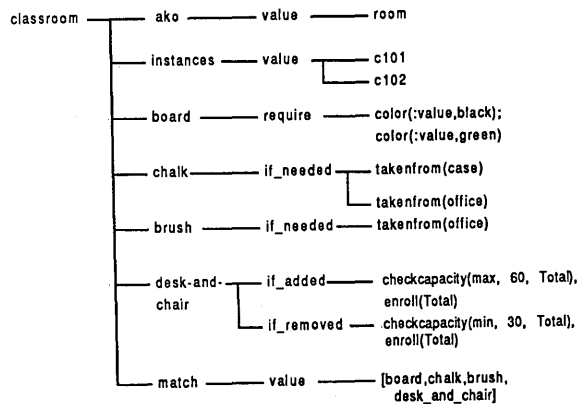 classroom ako value room
instances value c101
c102
board require color(:value,black);
color(:value,green)
chalk if_needed takenfrom(case)
takenfrom(office)
brush if_needed takenfrom(office)
desk-and-
chair
if_added checkcapacity(max, 60, Total),
enroll(Total)
if_removed checkcapacity(min, 30, Total),
enroll(Total)
match value [board,chalk,brush,
desk_and_chair]